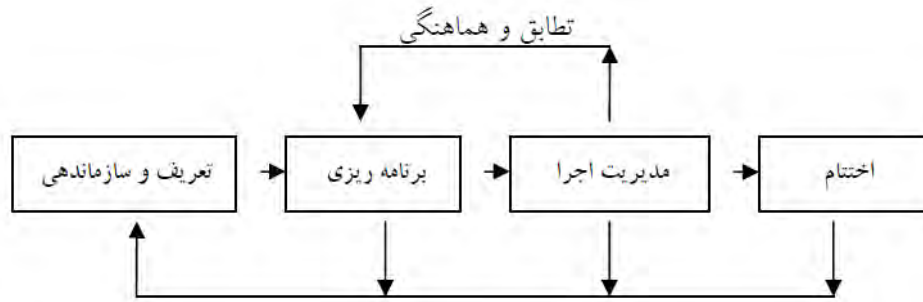 تطابق و هماهنگی
تعریف و سازماندهی
برنامه ریزی
مدیریت اجرا
اختتام